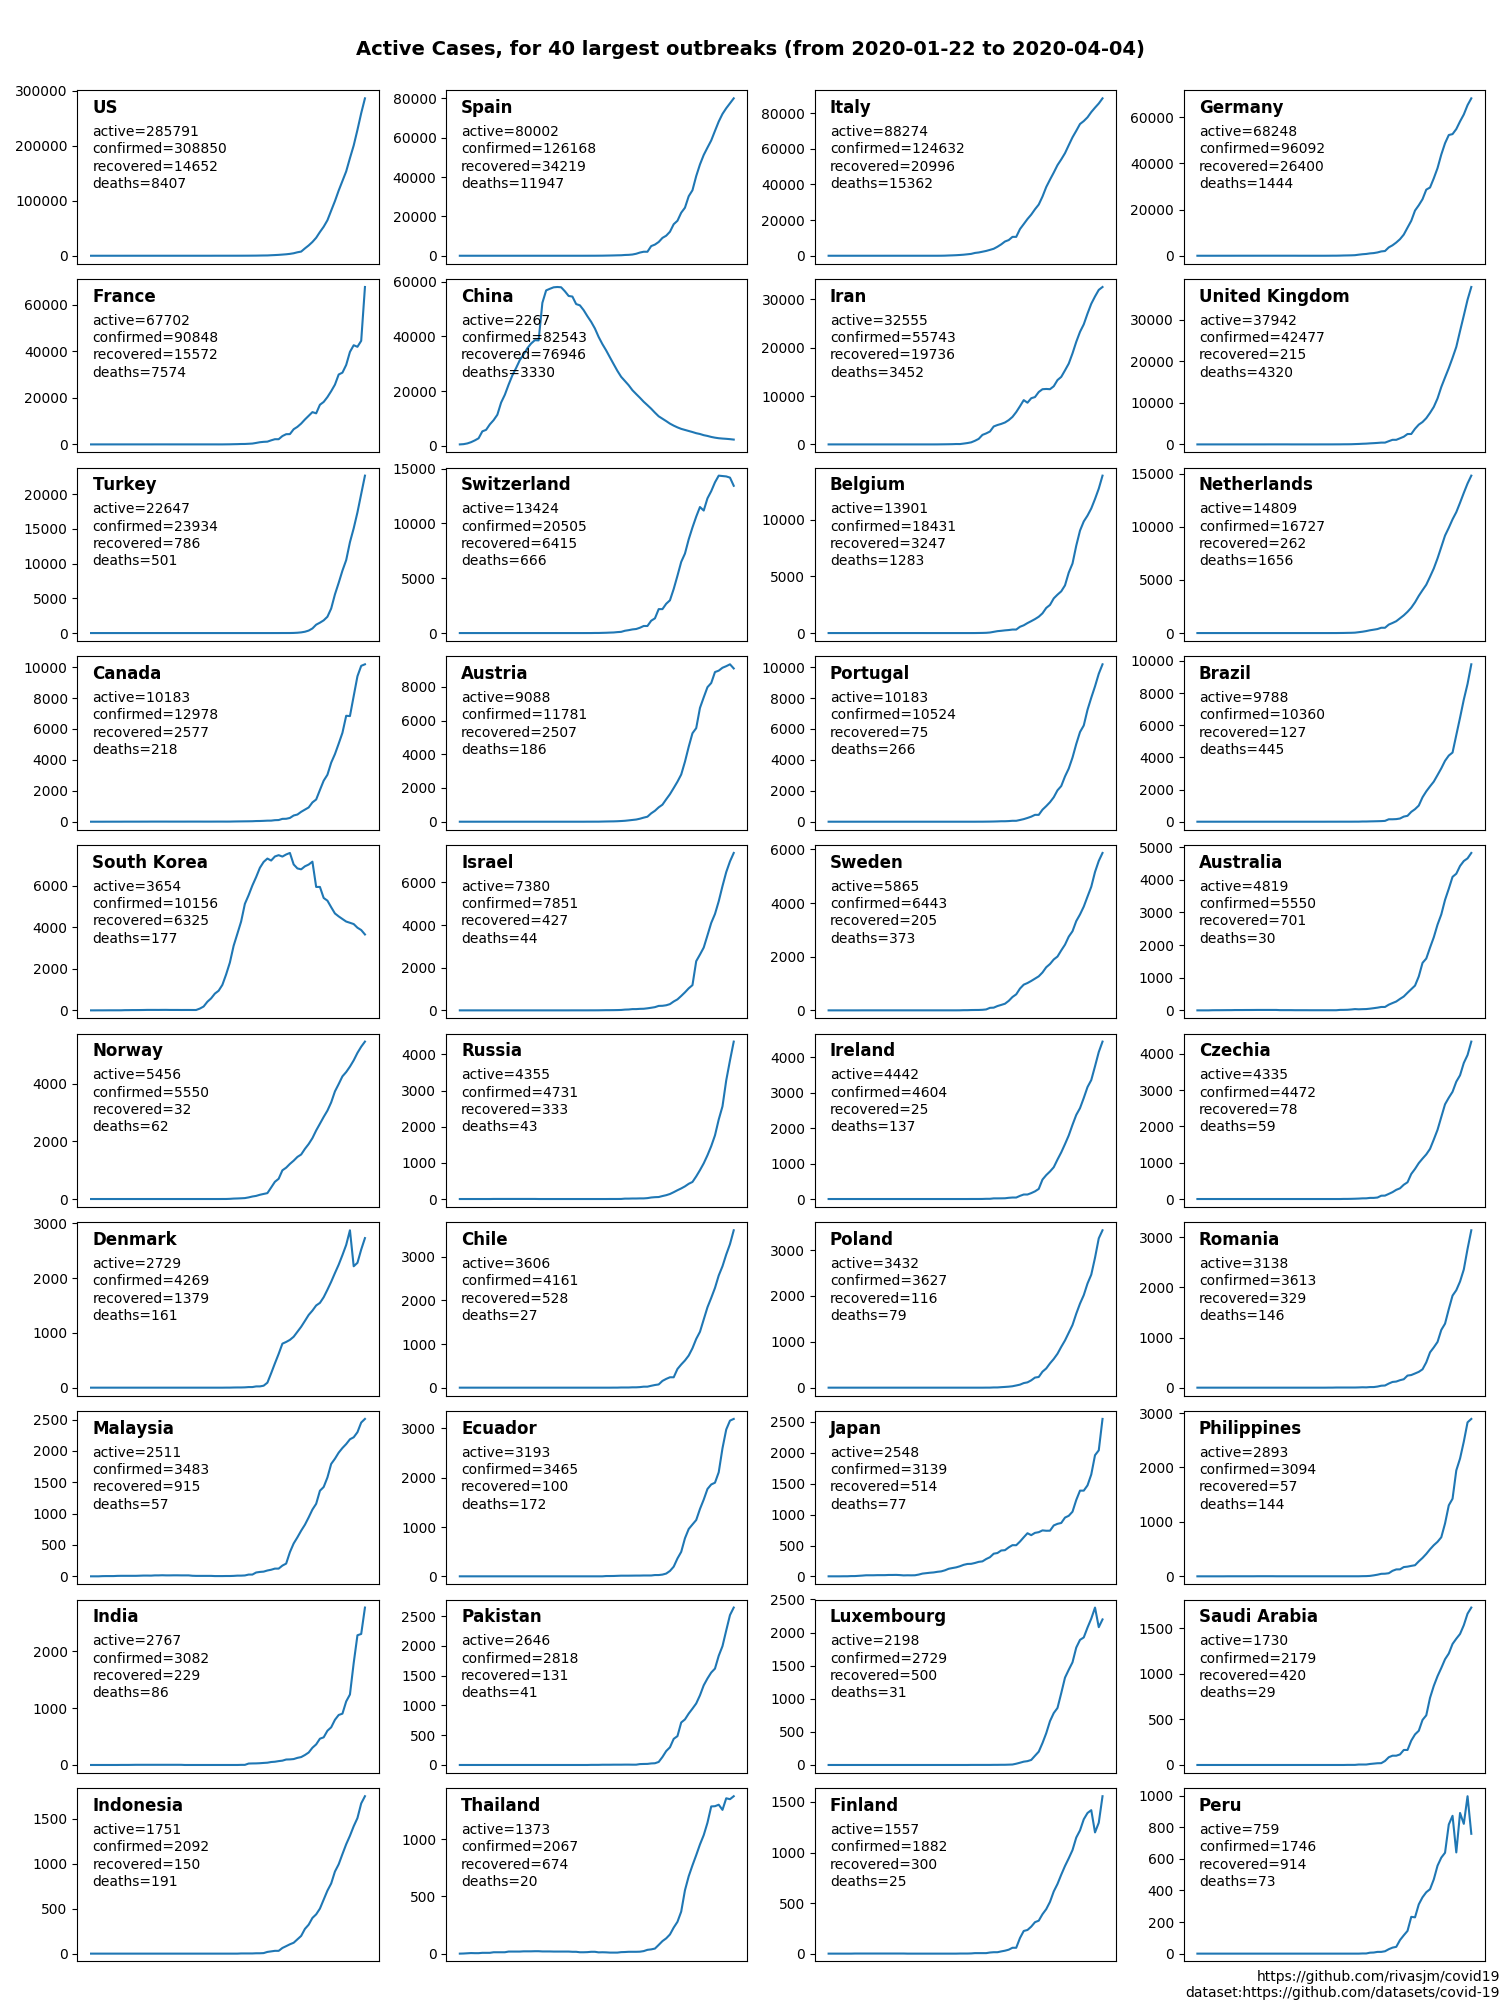 Active Cases, for 40 largest outbreaks (from 2020-01-22 to 2020-04-04)
300000
200000
100000
0
US
active=285791
confirmed=308850
recovered=14652
deaths=8407
80000
60000
40000
20000
0
Spain
active=80002
confirmed=126168
recovered=34219
deaths=11947
80000
60000
40000
20000
0
Italy
active=88274
confirmed=124632
recovered=20996
deaths=15362
60000
40000
20000
0
Germany
active=68248
confirmed=96092
recovered=26400
deaths=1444
60000
40000
20000
0
France
active=67702
confirmed=90848
recovered=15572
deaths=7574
60000
40000
20000
0
China
active=2267
confirmed=82543
recovered=76946
deaths=3330
30000
20000
10000
0
Iran
active=32555
confirmed=55743
recovered=19736
deaths=3452
30000
20000
10000
0
United Kingdom
active=37942
confirmed=42477
recovered=215
deaths=4320
20000
15000
10000
5000
0
Turkey
active=22647
confirmed=23934
recovered=786
deaths=501
15000
10000
5000
0
Switzerland
active=13424
confirmed=20505
recovered=6415
deaths=666
10000
5000
0
Belgium
active=13901
confirmed=18431
recovered=3247
deaths=1283
15000
10000
5000
0
Netherlands
active=14809
confirmed=16727
recovered=262
deaths=1656
10000
8000
6000
4000
2000
0
Canada
active=10183
confirmed=12978
recovered=2577
deaths=218
8000
6000
4000
2000
0
Austria
active=9088
confirmed=11781
recovered=2507
deaths=186
10000
8000
6000
4000
2000
0
Portugal
active=10183
confirmed=10524
recovered=75
deaths=266
10000
8000
6000
4000
2000
0
Brazil
active=9788
confirmed=10360
recovered=127
deaths=445
6000
4000
2000
0
South Korea
active=3654
confirmed=10156
recovered=6325
deaths=177
6000
4000
2000
0
Israel
active=7380
confirmed=7851
recovered=427
deaths=44
6000
4000
2000
0
Sweden
active=5865
confirmed=6443
recovered=205
deaths=373
5000
4000
3000
2000
1000
0
Australia
active=4819
confirmed=5550
recovered=701
deaths=30
4000
2000
0
Norway
active=5456
confirmed=5550
recovered=32
deaths=62
4000
3000
2000
1000
0
Russia
active=4355
confirmed=4731
recovered=333
deaths=43
4000
3000
2000
1000
0
Ireland
active=4442
confirmed=4604
recovered=25
deaths=137
4000
3000
2000
1000
0
Czechia
active=4335
confirmed=4472
recovered=78
deaths=59
3000
2000
1000
0
Denmark
active=2729
confirmed=4269
recovered=1379
deaths=161
3000
2000
1000
0
Chile
active=3606
confirmed=4161
recovered=528
deaths=27
3000
2000
1000
0
Poland
active=3432
confirmed=3627
recovered=116
deaths=79
3000
2000
1000
0
Romania
active=3138
confirmed=3613
recovered=329
deaths=146
2500
2000
1500
1000
500
0
Malaysia
active=2511
confirmed=3483
recovered=915
deaths=57
3000
2000
1000
0
Ecuador
active=3193
confirmed=3465
recovered=100
deaths=172
2500
2000
1500
1000
500
0
Japan
active=2548
confirmed=3139
recovered=514
deaths=77
3000
2000
1000
0
Philippines
active=2893
confirmed=3094
recovered=57
deaths=144
2000
1000
0
India
active=2767
confirmed=3082
recovered=229
deaths=86
2500
2000
1500
1000
500
0
Pakistan
active=2646
confirmed=2818
recovered=131
deaths=41
2500
2000
1500
1000
500
0
Luxembourg
active=2198
confirmed=2729
recovered=500
deaths=31
1500
1000
500
0
Saudi Arabia
active=1730
confirmed=2179
recovered=420
deaths=29
1500
1000
500
0
Indonesia
active=1751
confirmed=2092
recovered=150
deaths=191
1000
500
0
Thailand
active=1373
confirmed=2067
recovered=674
deaths=20
1500
1000
500
0
Finland
active=1557
confirmed=1882
recovered=300
deaths=25
1000
800
600
400
200
0
Peru
active=759
confirmed=1746
recovered=914
deaths=73
https://github.com/rivasjm/covid19
dataset:https://github.com/datasets/covid-19